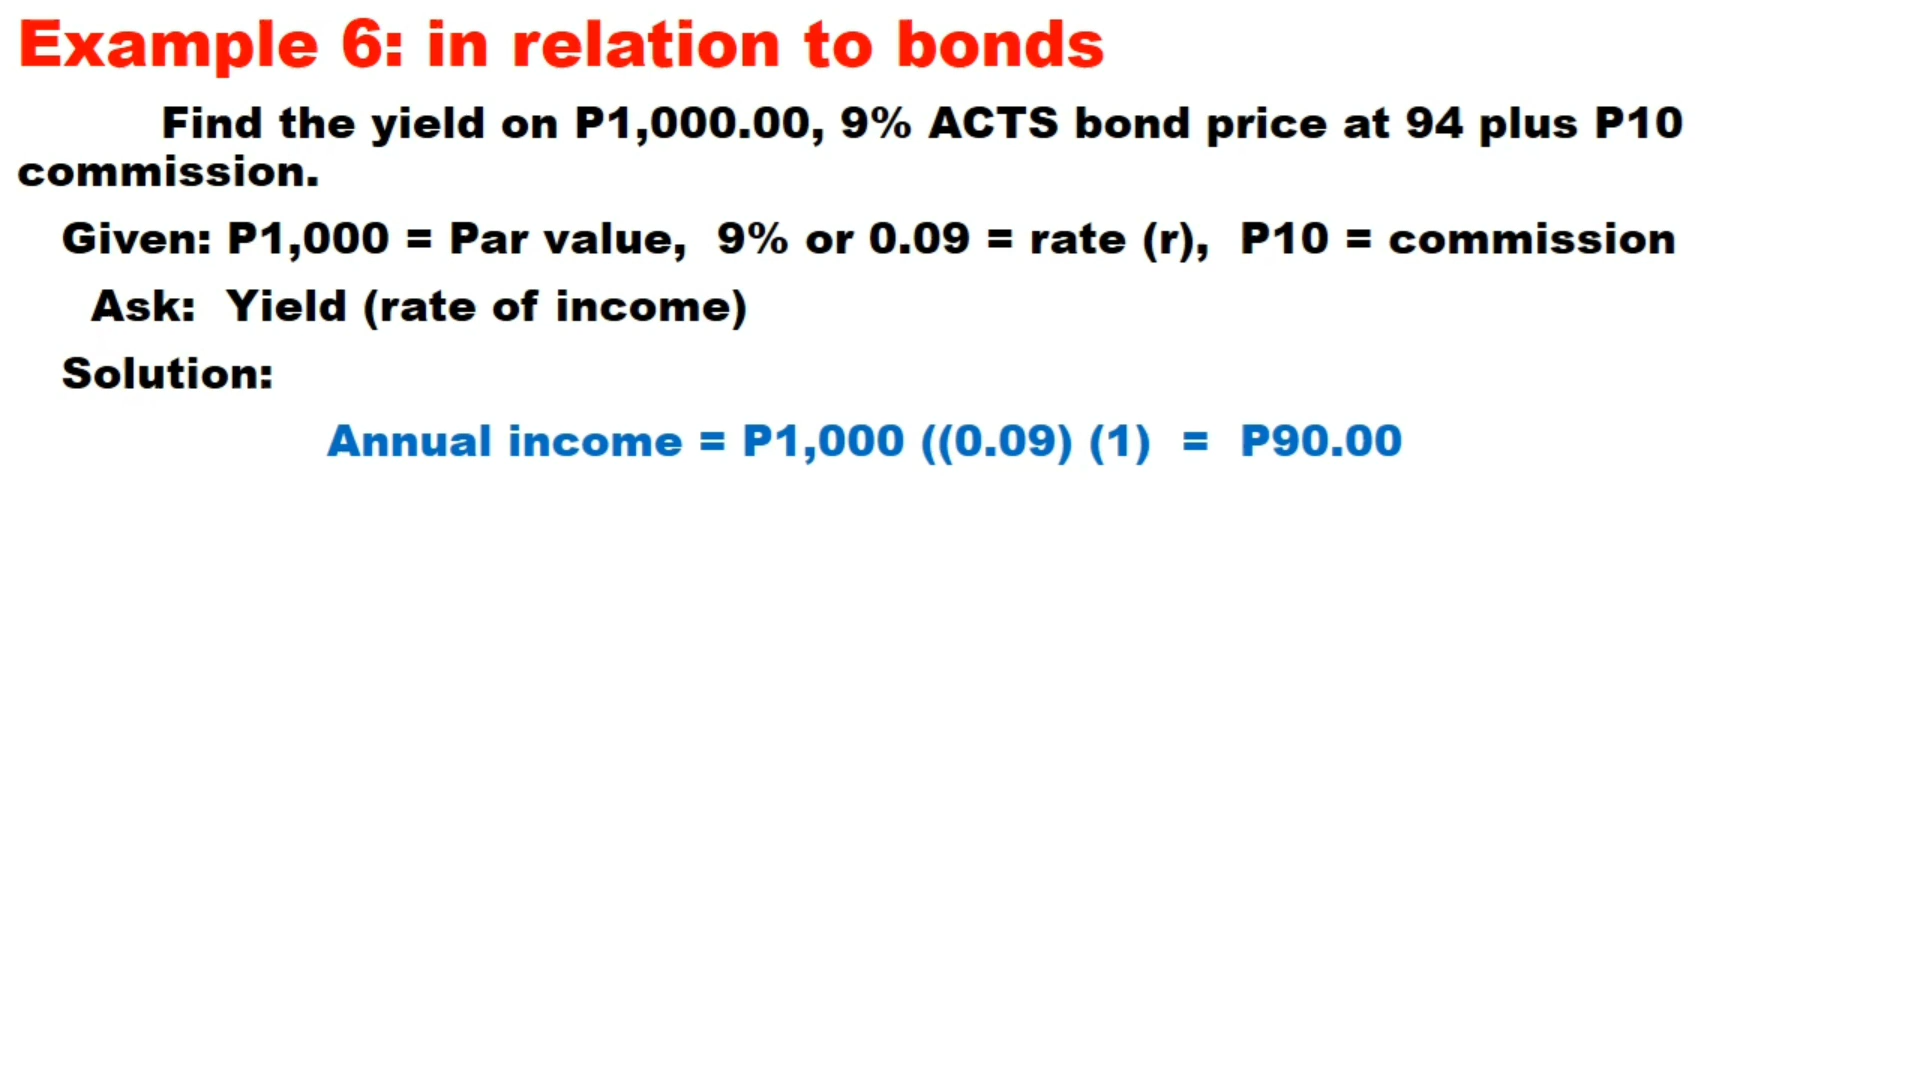 Example 6: in relation to bonds
Find the yield on P1,000.00, 9% ACTS bond price at 94 plus P10
commission.
Given: P1,000 = Par value, 9% or 0.09 = rate (r), P10 = commission
Ask: Yield (rate of income)
Solution:
Annual income = P1,000 ((0.09) (1) = P90.00